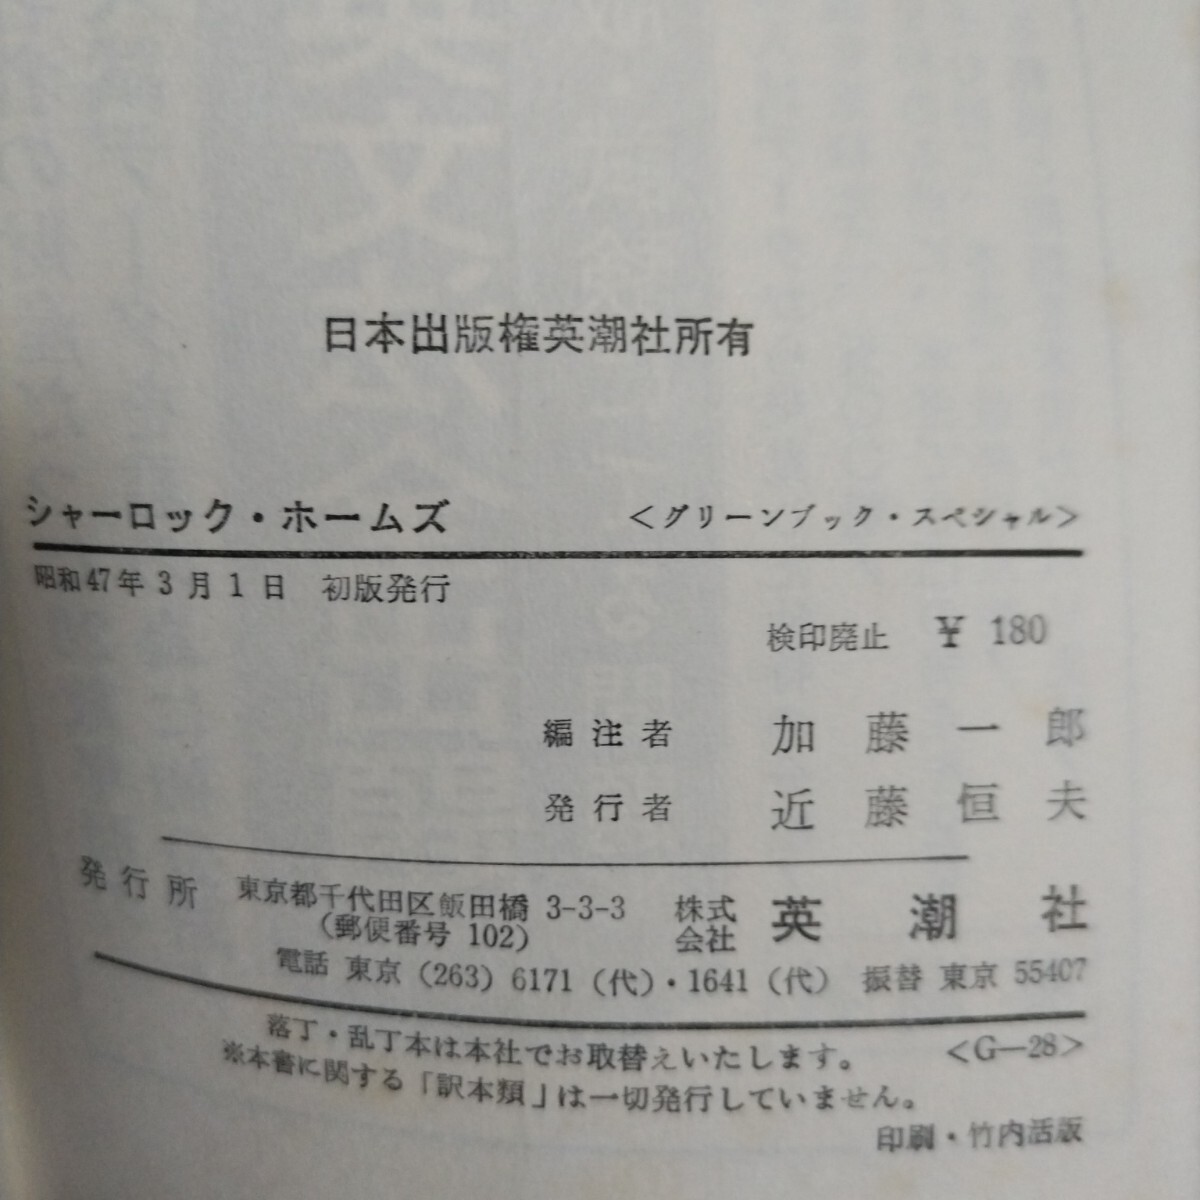 日本出版権英潮社所有
シャーロック・ホームズ　＜グリーンブック・スペシャル＞
昭和47年3月1日　初版発行
検印廃止　¥ 180
編注者　加藤一郎
発行者　近藤恒夫
発行所　東京都千代田区飯田橋 3-3-3　株式会社　英潮社
(郵便番号 102)
電話 東京 (263) 6171 (代)・1641 (代)　振替 東京 55407
落丁・乱丁本は本社でお取替えいたします。　＜G—28＞
※本書に関する「訳本類」は一切発行していません。
印刷・竹内活版